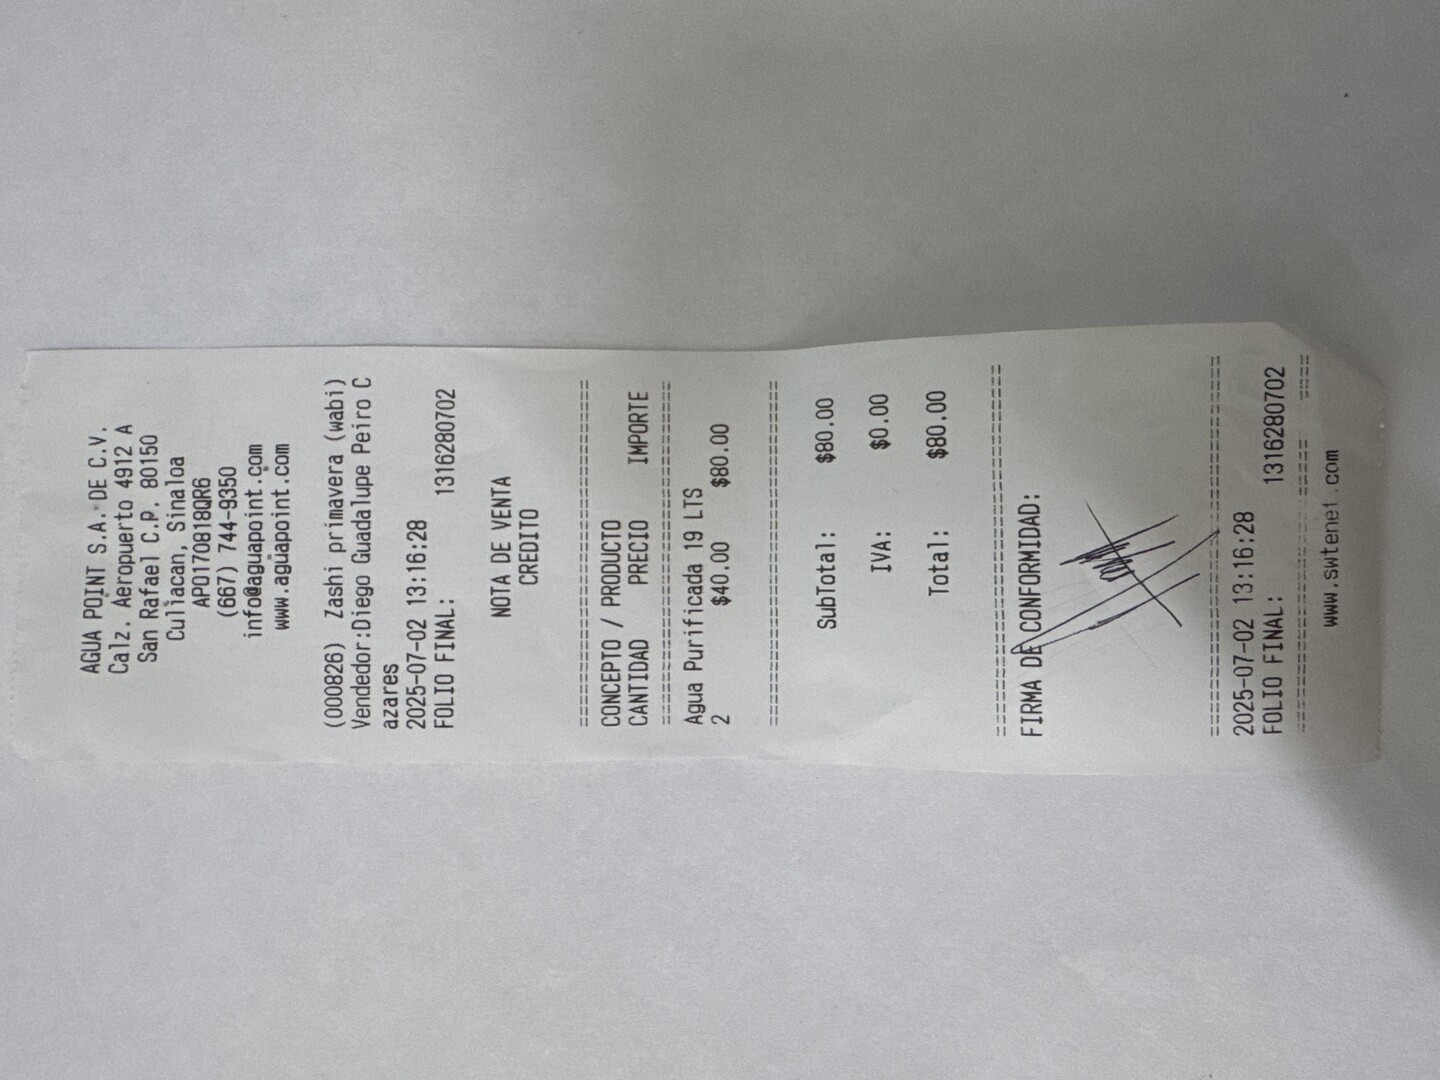 AGUA POINT S.A. DE C.V.
Calz. Aeropuerto 4912 A
San Rafael C.P. 80150
Culiacan, Sinaloa
APO170818QR6
(667) 744-9350
info@aguapoint.com
www.aguapoint.com
(000826) Zashi primavera (wabi)
Vendedor:Diego Guadalupe Peiro C
azares
2025-07-02 13:16:28
FOLIO FINAL: 1316280702
NOTA DE VENTA
CREDITO
================================
CONCEPTO / PRODUCTO
CANTIDAD PRECIO IMPORTE
================================
Agua Purificada 19 LTS
2 $40.00 $80.00
================================
SubTotal: $80.00
IVA: $0.00
Total: $80.00
================================
FIRMA DE CONFORMIDAD:
================================
2025-07-02 13:16:28
FOLIO FINAL: 1316280702
================================
www.swtenet.com